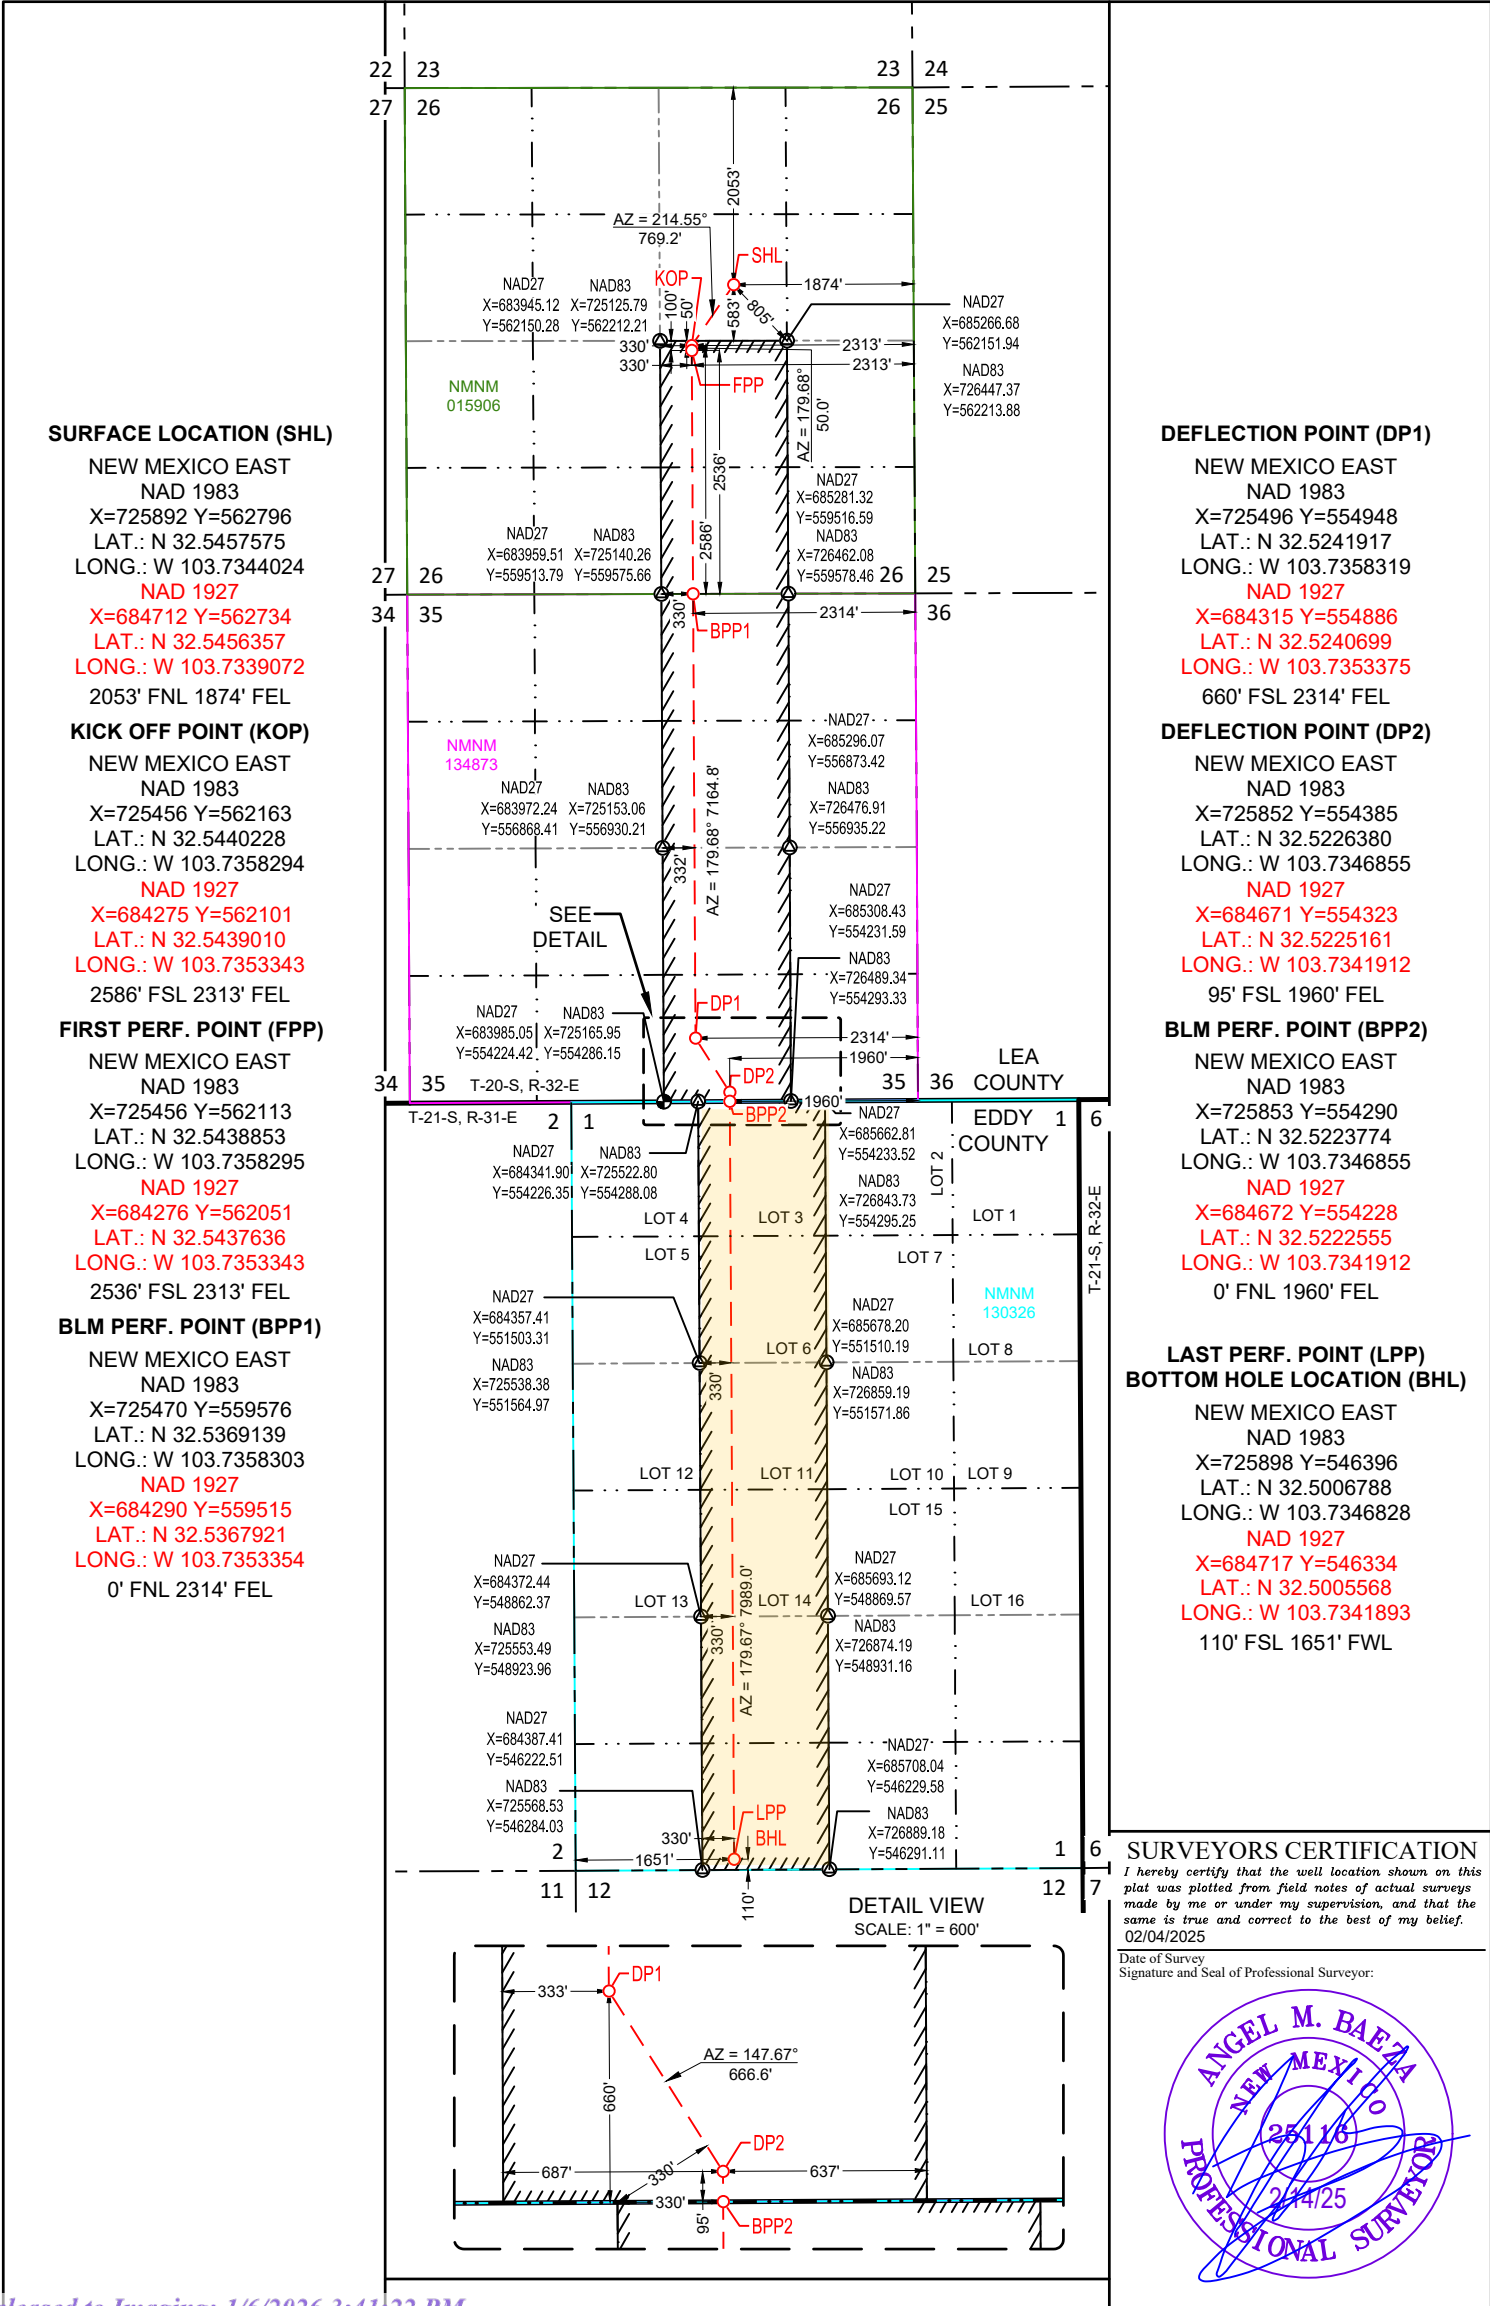 SURFACE LOCATION (SHL)
NEW MEXICO EAST
NAD 1983
X=725892 Y=562796
LAT.: N 32.5457575
LONG.: W 103.7344024
NAD 1927
X=684712 Y=562734
LAT.: N 32.5456357
LONG.: W 103.7339072
2053' FNL 1874' FEL
KICK OFF POINT (KOP)
NEW MEXICO EAST
NAD 1983
X=725456 Y=562163
LAT.: N 32.5440228
LONG.: W 103.7358294
NAD 1927
X=684275 Y=562101
LAT.: N 32.5439010
LONG.: W 103.7353343
2586' FSL 2313' FEL
FIRST PERF. POINT (FPP)
NEW MEXICO EAST
NAD 1983
X=725456 Y=562113
LAT.: N 32.5438853
LONG.: W 103.7358295
NAD 1927
X=684276 Y=562051
LAT.: N 32.5437636
LONG.: W 103.7353343
2536' FSL 2313' FEL
BLM PERF. POINT (BPP1)
NEW MEXICO EAST
NAD 1983
X=725470 Y=559576
LAT.: N 32.5369139
LONG.: W 103.7358303
NAD 1927
X=684290 Y=559515
LAT.: N 32.5367921
LONG.: W 103.7353354
0' FNL 2314' FEL
22 23
23 24
27 26
26 25
2053'
AZ = 214.55°
769.2'
SHL
KOP
1874'
NAD27
X=683945.12
Y=562150.28
NAD83
X=725125.79
Y=562212.21
100'
50'
583'
805'
NAD27
X=685266.68
Y=562151.94
NAD83
X=726447.37
Y=562213.88
330'
2313'
330'
2313'
FPP
NMNM
015906
AZ = 179.68°
50.0'
2536'
2586'
NAD27
X=685281.32
Y=559516.59
NAD83
X=726462.08
Y=559578.46
NAD27
X=683959.51
Y=559513.79
NAD83
X=725140.26
Y=559575.66
27 26
26 25
34 35
36
330'
2314'
BPP1
NMNM
134873
NAD27
X=685296.07
Y=556873.42
NAD83
X=726476.91
Y=556935.22
NAD27
X=683972.24
Y=556868.41
NAD83
X=725153.06
Y=556930.21
332'
AZ = 179.68° 7164.8'
SEE
DETAIL
NAD27
X=685308.43
Y=554231.59
NAD83
X=726489.34
Y=554293.33
NAD27
X=683985.05
Y=554224.42
NAD83
X=725165.95
Y=554286.15
DP1
2314'
1960'
DP2
LEA
COUNTY
34 35
T-20-S, R-32-E
35 36
1960'
BPP2
T-21-S, R-31-E
2 1
EDDY
COUNTY
1 6
NAD27
X=685662.81
Y=554233.52
NAD83
X=726843.73
Y=554295.25
NAD27
X=684341.90
Y=554226.35
NAD83
X=725522.80
Y=554288.08
LOT 2
LOT 4
LOT 3
LOT 1
T-21-S, R-32-E
LOT 5
LOT 7
NMNM
130326
NAD27
X=684357.41
Y=551503.31
NAD83
X=725538.38
Y=551564.97
NAD27
X=685678.20
Y=551510.19
NAD83
X=726859.19
Y=551571.86
LOT 6
LOT 8
330'
LOT 12
LOT 11
LOT 10
LOT 9
LOT 15
NAD27
X=684372.44
Y=548862.37
NAD83
X=725553.49
Y=548923.96
NAD27
X=685693.12
Y=548869.57
NAD83
X=726874.19
Y=548931.16
LOT 13
LOT 14
LOT 16
330'
AZ = 179.67° 7989.0'
NAD27
X=684387.41
Y=546222.51
NAD83
X=725568.53
Y=546284.03
NAD27
X=685708.04
Y=546229.58
NAD83
X=726889.18
Y=546291.11
LPP
BHL
330'
1651'
2
1 6
11 12
12 7
110'
DETAIL VIEW
SCALE: 1" = 600'
DP1
333'
AZ = 147.67°
666.6'
660'
DP2
687'
330'
637'
330'
95'
BPP2
DEFLECTION POINT (DP1)
NEW MEXICO EAST
NAD 1983
X=725496 Y=554948
LAT.: N 32.5241917
LONG.: W 103.7358319
NAD 1927
X=684315 Y=554886
LAT.: N 32.5240699
LONG.: W 103.7353375
660' FSL 2314' FEL
DEFLECTION POINT (DP2)
NEW MEXICO EAST
NAD 1983
X=725852 Y=554385
LAT.: N 32.5226380
LONG.: W 103.7346855
NAD 1927
X=684671 Y=554323
LAT.: N 32.5225161
LONG.: W 103.7341912
95' FSL 1960' FEL
BLM PERF. POINT (BPP2)
NEW MEXICO EAST
NAD 1983
X=725853 Y=554290
LAT.: N 32.5223774
LONG.: W 103.7346855
NAD 1927
X=684672 Y=554228
LAT.: N 32.5222555
LONG.: W 103.7341912
0' FNL 1960' FEL
LAST PERF. POINT (LPP)
BOTTOM HOLE LOCATION (BHL)
NEW MEXICO EAST
NAD 1983
X=725898 Y=546396
LAT.: N 32.5006788
LONG.: W 103.7346828
NAD 1927
X=684717 Y=546334
LAT.: N 32.5005568
LONG.: W 103.7341893
110' FSL 1651' FWL
SURVEYORS CERTIFICATION
I hereby certify that the well location shown on this
plat was plotted from field notes of actual surveys
made by me or under my supervision, and that the
same is true and correct to the best of my belief.
02/04/2025
Date of Survey
Signature and Seal of Professional Surveyor:
ANGEL M. BAEZA
NEW MEXICO
25116
2/14/25
PROFESSIONAL SURVEYOR
to Imaging: 1/6/2026 3:41:22 PM